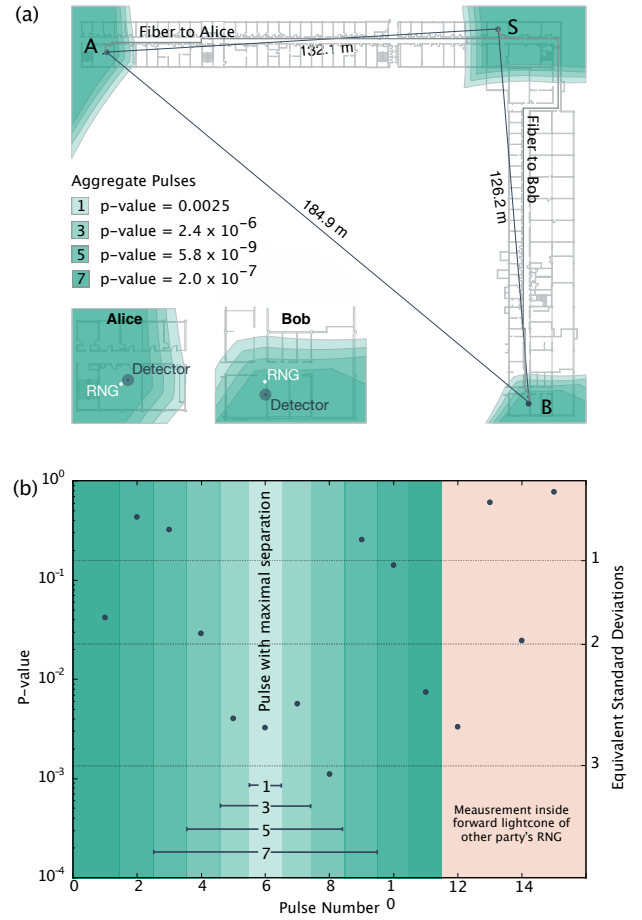 (a)
Fiber to Alice
A
S
132.1 m
Fiber to Bob
126.2 m
184.9 m
Aggregate Pulses
1 p-value = 0.0025
3 p-value = 2.4 x 10⁻⁶
5 p-value = 5.8 x 10⁻⁹
7 p-value = 2.0 x 10⁻⁷
Alice
Detector
RNG
Bob
RNG
Detector
B
(b)
P-value
10⁰
10⁻¹
10⁻²
10⁻³
10⁻⁴
Pulse with maximal separation
1
3
5
7
Meausrement inside
forward lightcone of
other party's RNG
1
2
3
Equivalent Standard Deviations
0 2 4 6 8 1 12 14
0
Pulse Number